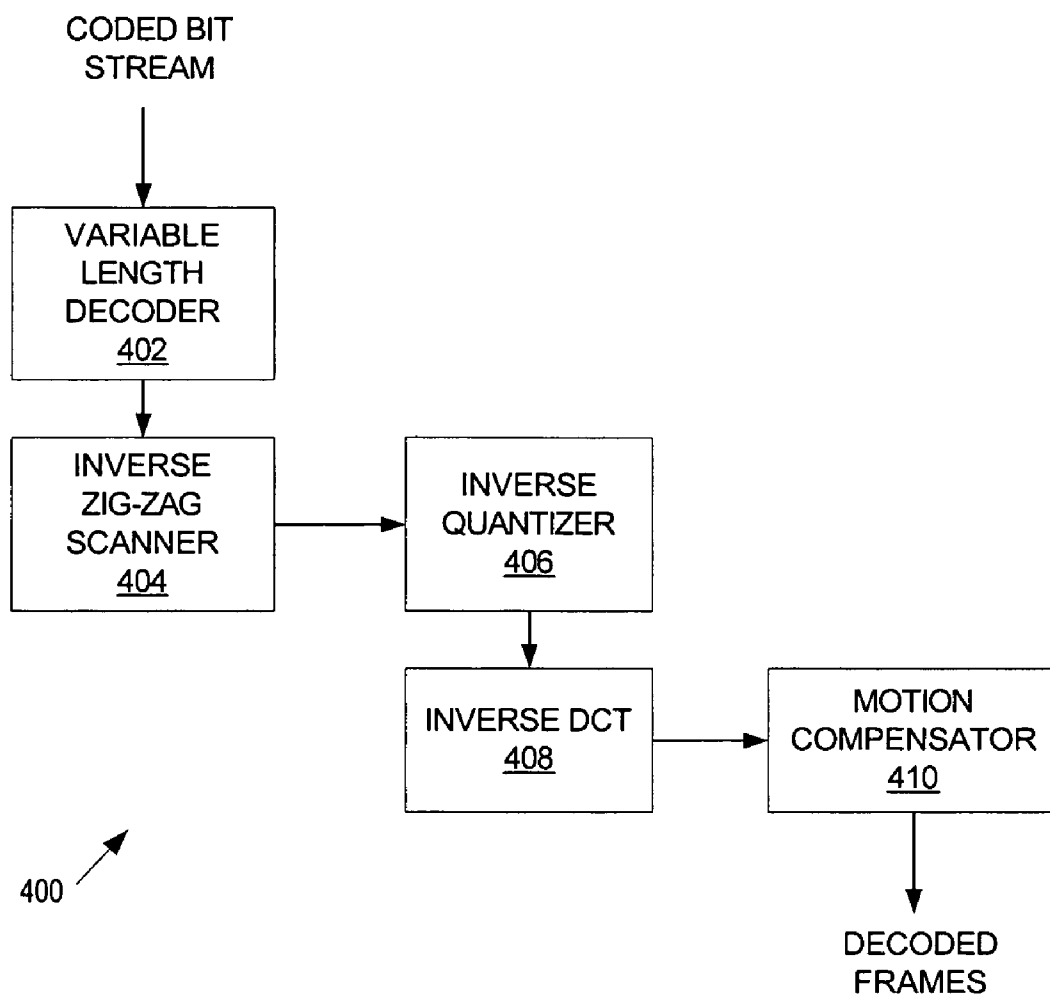 CODED BIT
STREAM
VARIABLE
LENGTH
DECODER
402
INVERSE
ZIG-ZAG
SCANNER
404
INVERSE
QUANTIZER
406
INVERSE DCT
408
MOTION
COMPENSATOR
410
400
DECODED
FRAMES